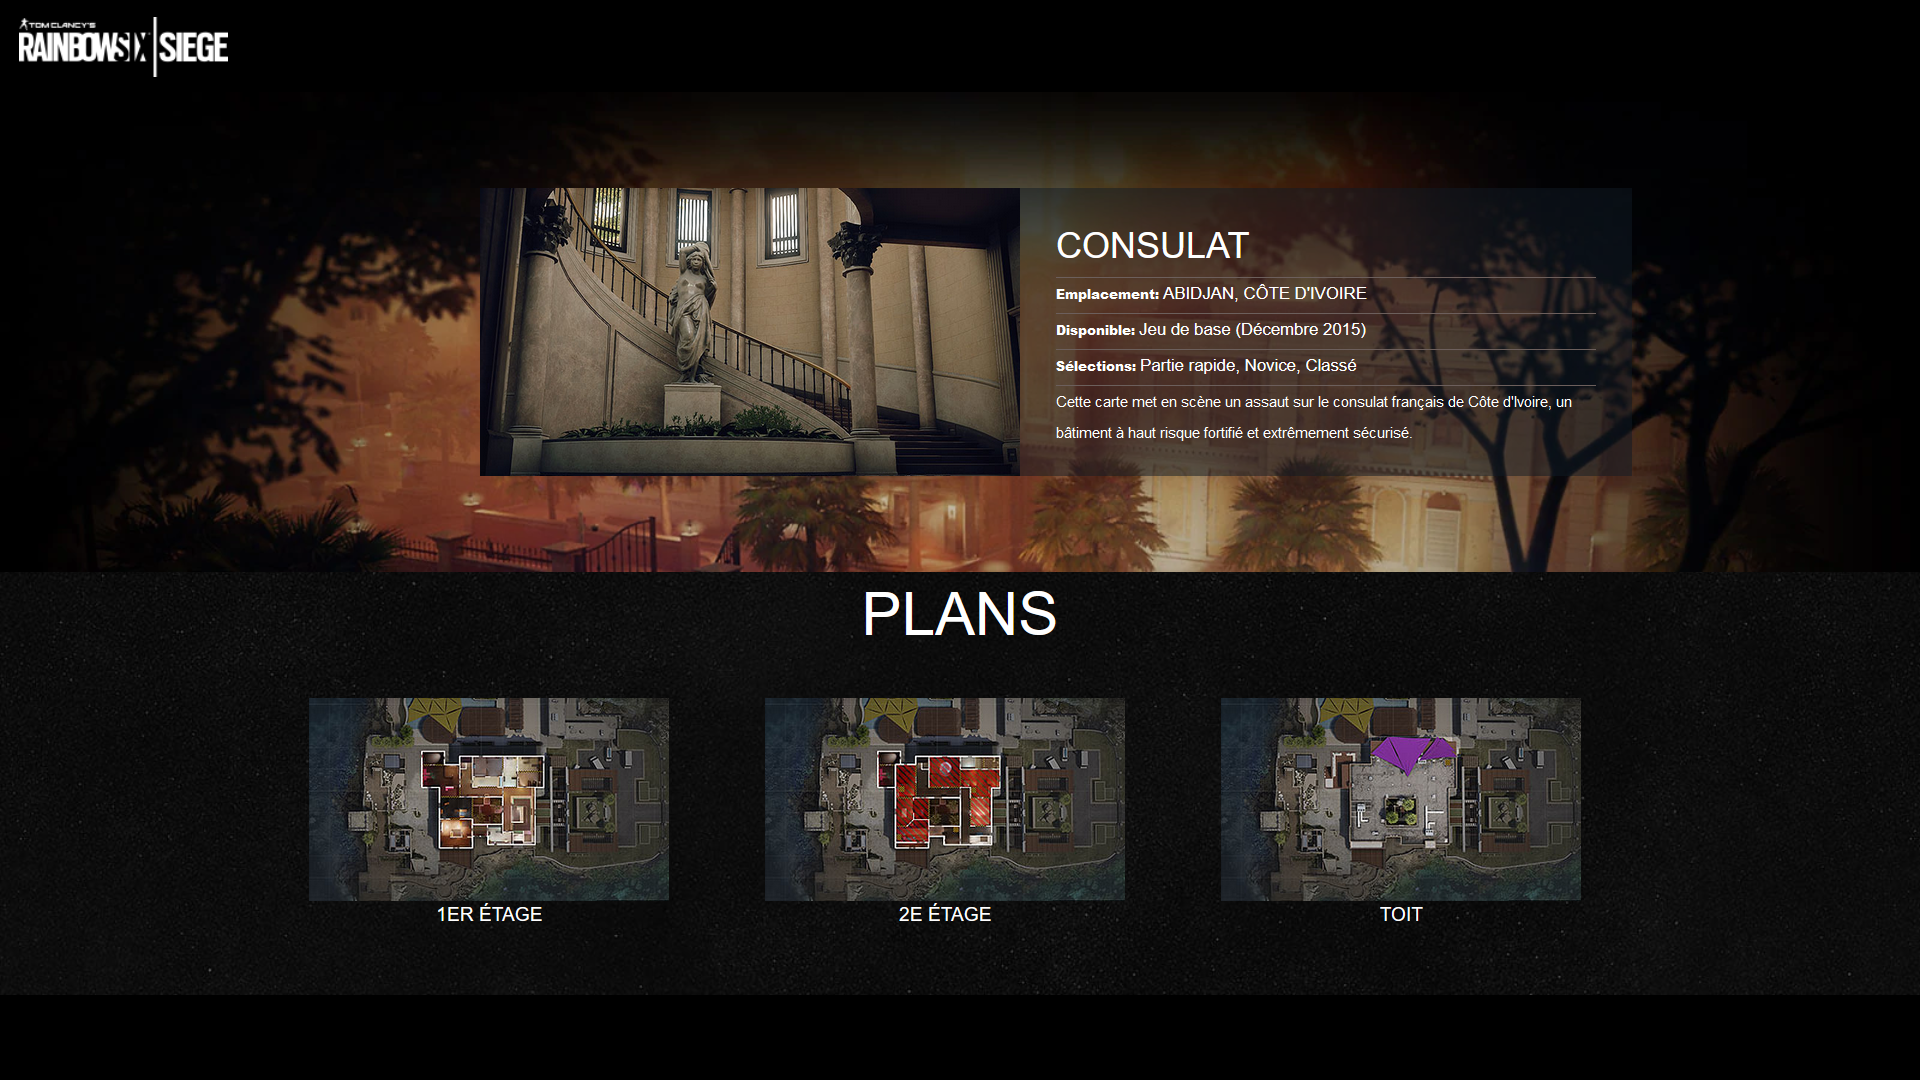 TOM CLANCY'S
RAINBOWSIX|SIEGE
CONSULAT
Emplacement: ABIDJAN, CÔTE D'IVOIRE
Disponible: Jeu de base (Décembre 2015)
Sélections: Partie rapide, Novice, Classé
Cette carte met en scène un assaut sur le consulat français de Côte d'Ivoire, un
bâtiment à haut risque fortifié et extrêmement sécurisé.
PLANS
1ER ÉTAGE
2E ÉTAGE
TOIT